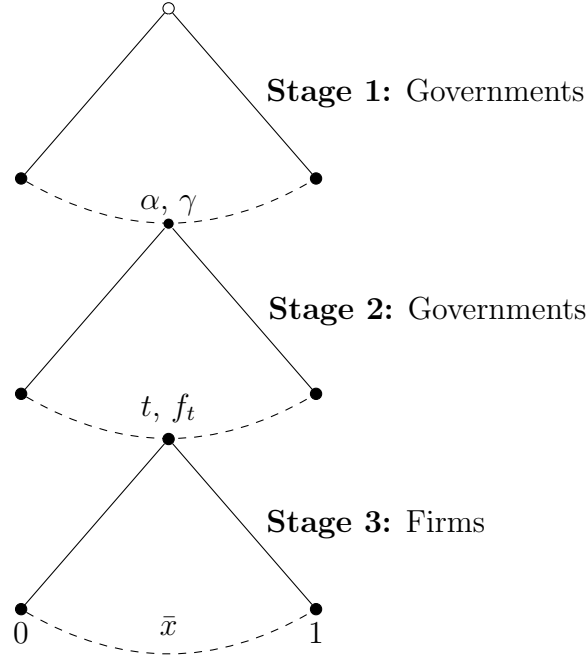 Stage 1: Governments
α, γ
Stage 2: Governments
t, f_t
Stage 3: Firms
x̄
0 1